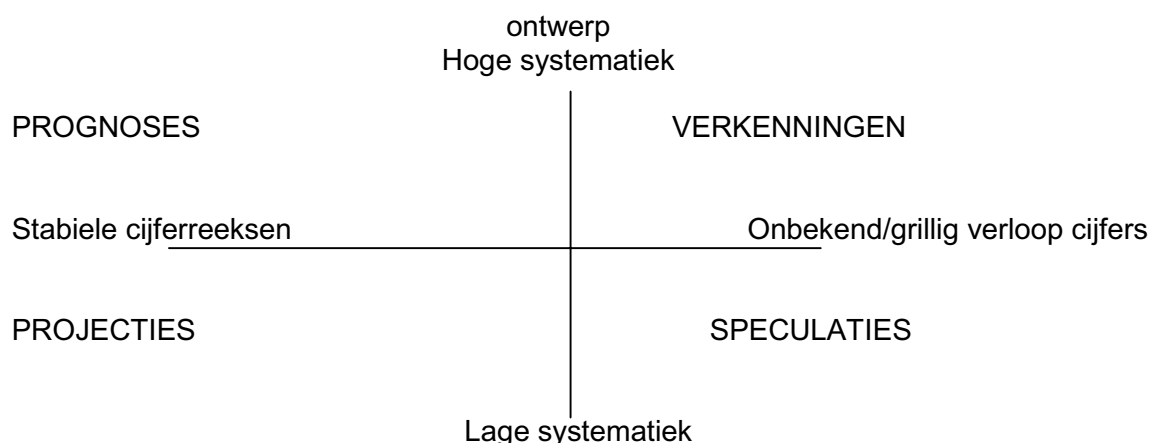 ontwerp
Hoge systematiek
PROGNOSES VERKENNINGEN
Stabiele cijferreeksen Onbekend/grillig verloop cijfers
PROJECTIES SPECULATIES
Lage systematiek